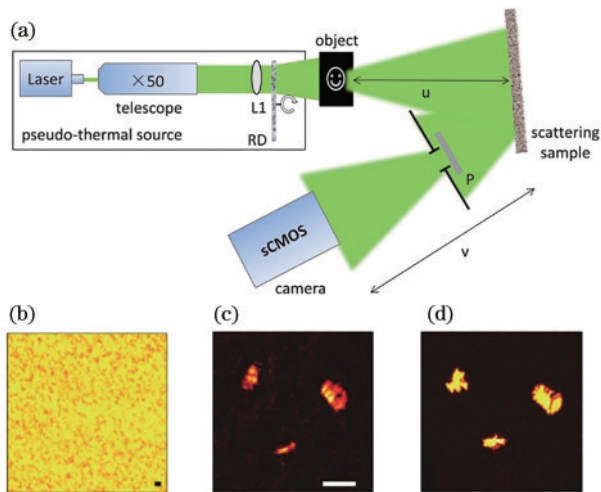 (a)
object
Laser
×50
telescope
L1
RD
pseudo-thermal source
u
scattering
sample
P
sCMOS
camera
v
(b)
(c)
(d)